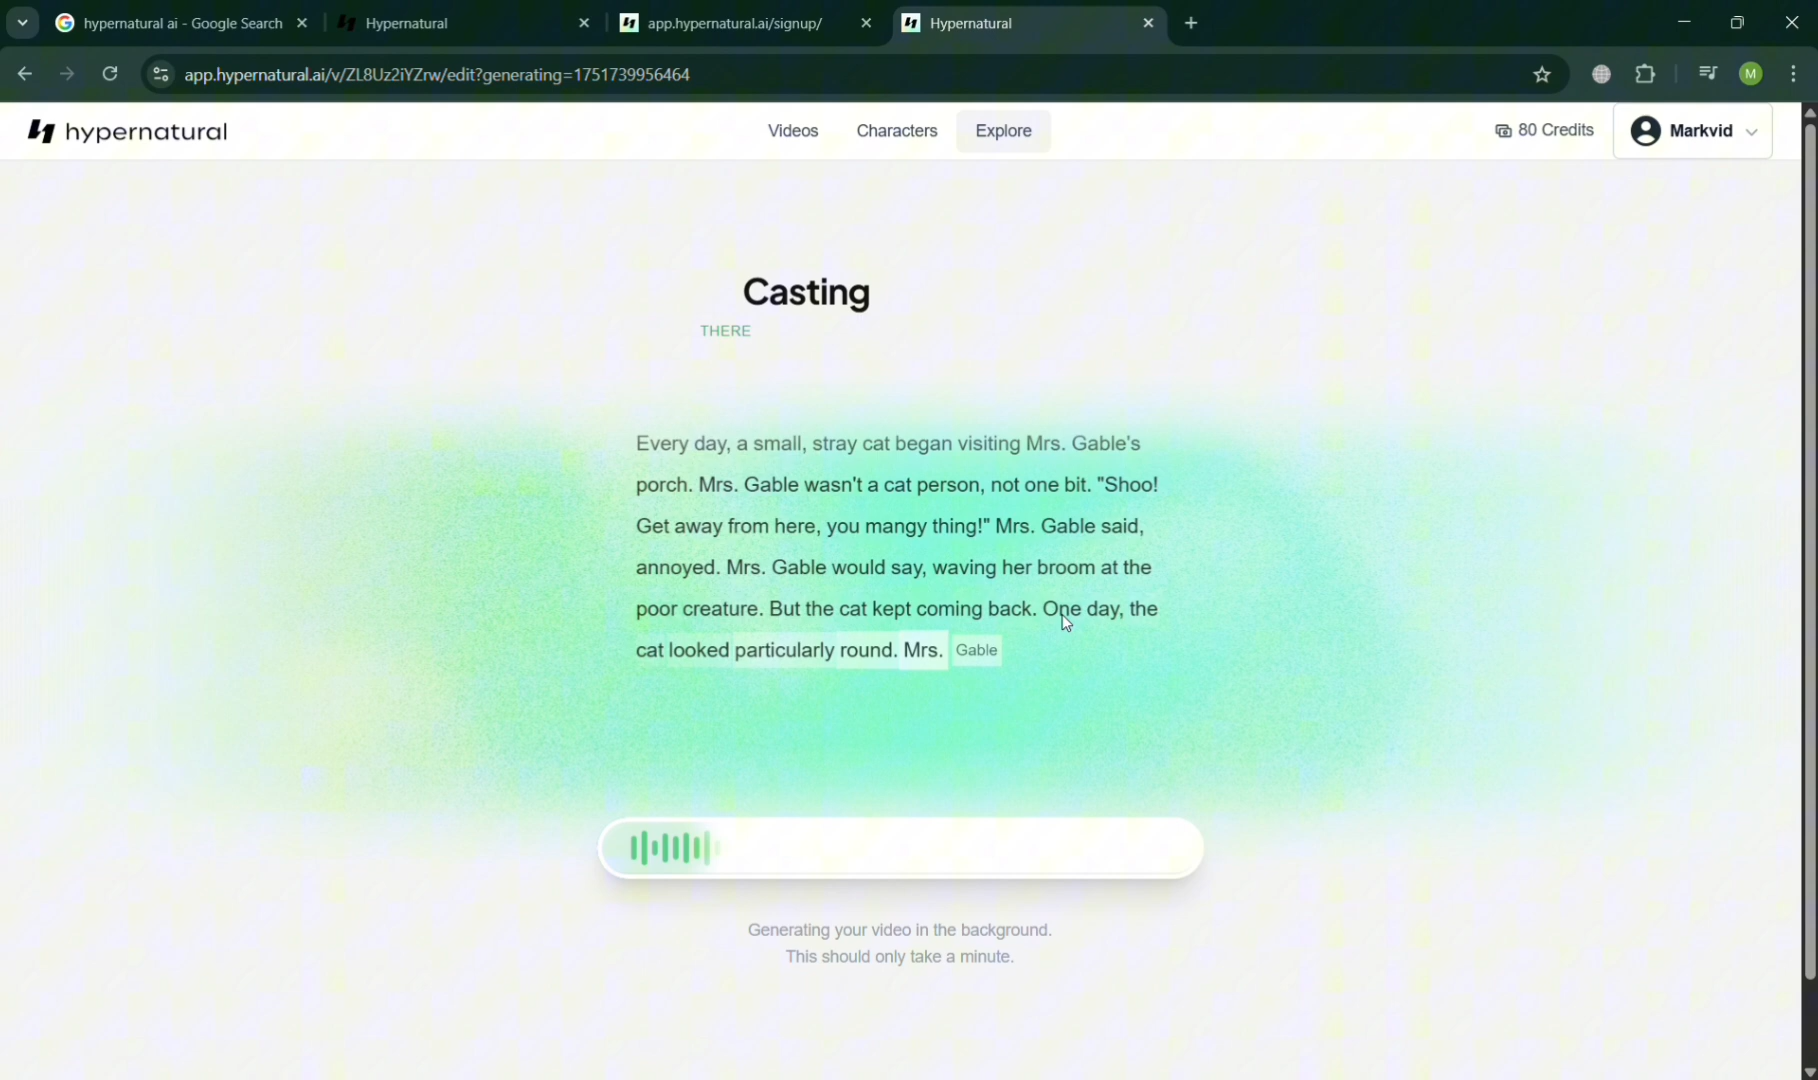 hypernatural ai - Google Search
Hypernatural
app.hypernatural.ai/signup/
Hypernatural
app.hypernatural.ai/v/ZL8Uz2iYZrw/edit?generating=1751739956464
M
hypernatural
Videos
Characters
Explore
80 Credits
Markvid
Casting
THERE
Every day, a small, stray cat began visiting Mrs. Gable's
porch. Mrs. Gable wasn't a cat person, not one bit. "Shoo!
Get away from here, you mangy thing!" Mrs. Gable said,
annoyed. Mrs. Gable would say, waving her broom at the
poor creature. But the cat kept coming back. One day, the
cat looked particularly round. Mrs. Gable
Generating your video in the background.
This should only take a minute.